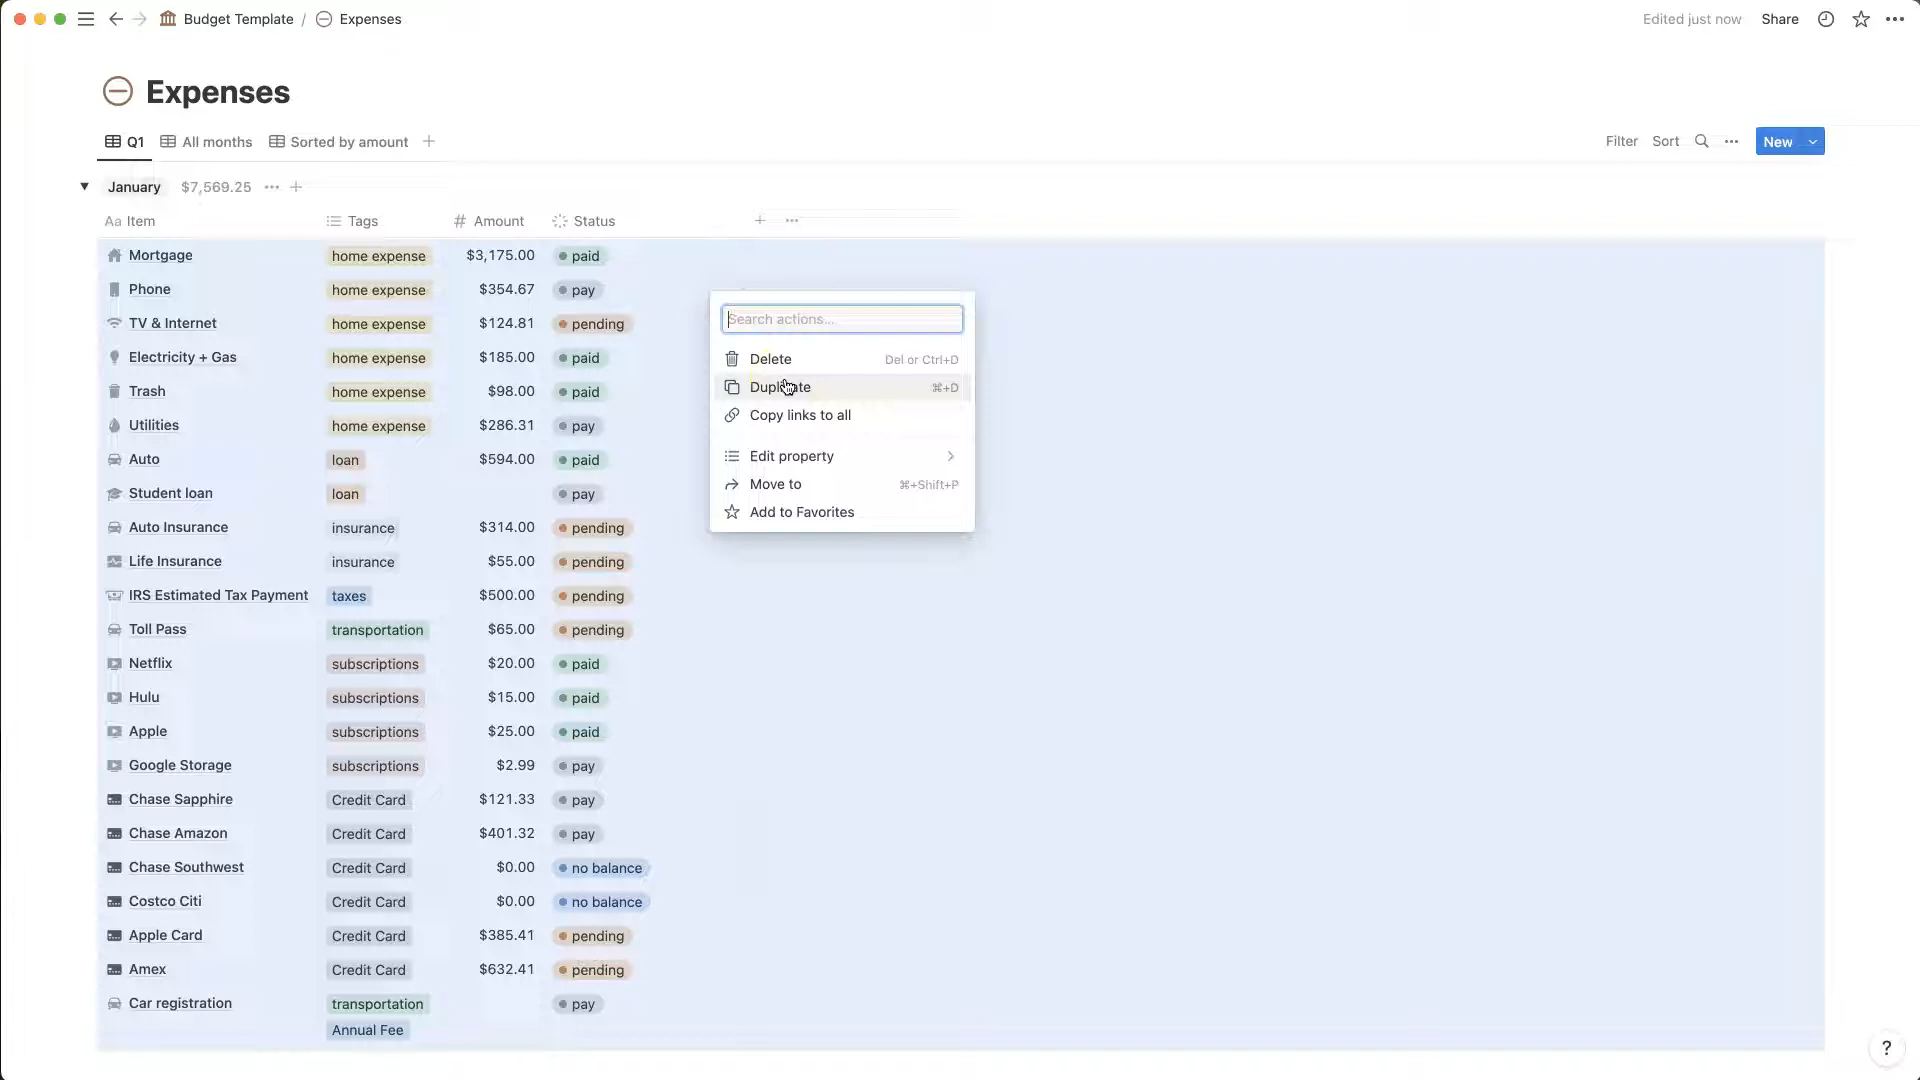 Budget Template / Expenses
Edited just now Share
Expenses
Q1 All months Sorted by amount
Filter Sort New
January $7,569.25
Aa Item Tags # Amount Status
Mortgage home expense $3,175.00 paid
Phone home expense $354.67 pay
TV & Internet home expense $124.81 pending
Electricity + Gas home expense $185.00 paid
Trash home expense $98.00 paid
Utilities home expense $286.31 pay
Auto loan $594.00 paid
Student loan loan pay
Auto Insurance insurance $314.00 pending
Life Insurance insurance $55.00 pending
IRS Estimated Tax Payment taxes $500.00 pending
Toll Pass transportation $65.00 pending
Netflix subscriptions $20.00 paid
Hulu subscriptions $15.00 paid
Apple subscriptions $25.00 paid
Google Storage subscriptions $2.99 pay
Chase Sapphire Credit Card $121.33 pay
Chase Amazon Credit Card $401.32 pay
Chase Southwest Credit Card $0.00 no balance
Costco Citi Credit Card $0.00 no balance
Apple Card Credit Card $385.41 pending
Amex Credit Card $632.41 pending
Car registration transportation pay
Annual Fee
Search actions...
Delete Del or Ctrl+D
Duplicate ⌘+D
Copy links to all
Edit property
Move to ⌘+Shift+P
Add to Favorites
?